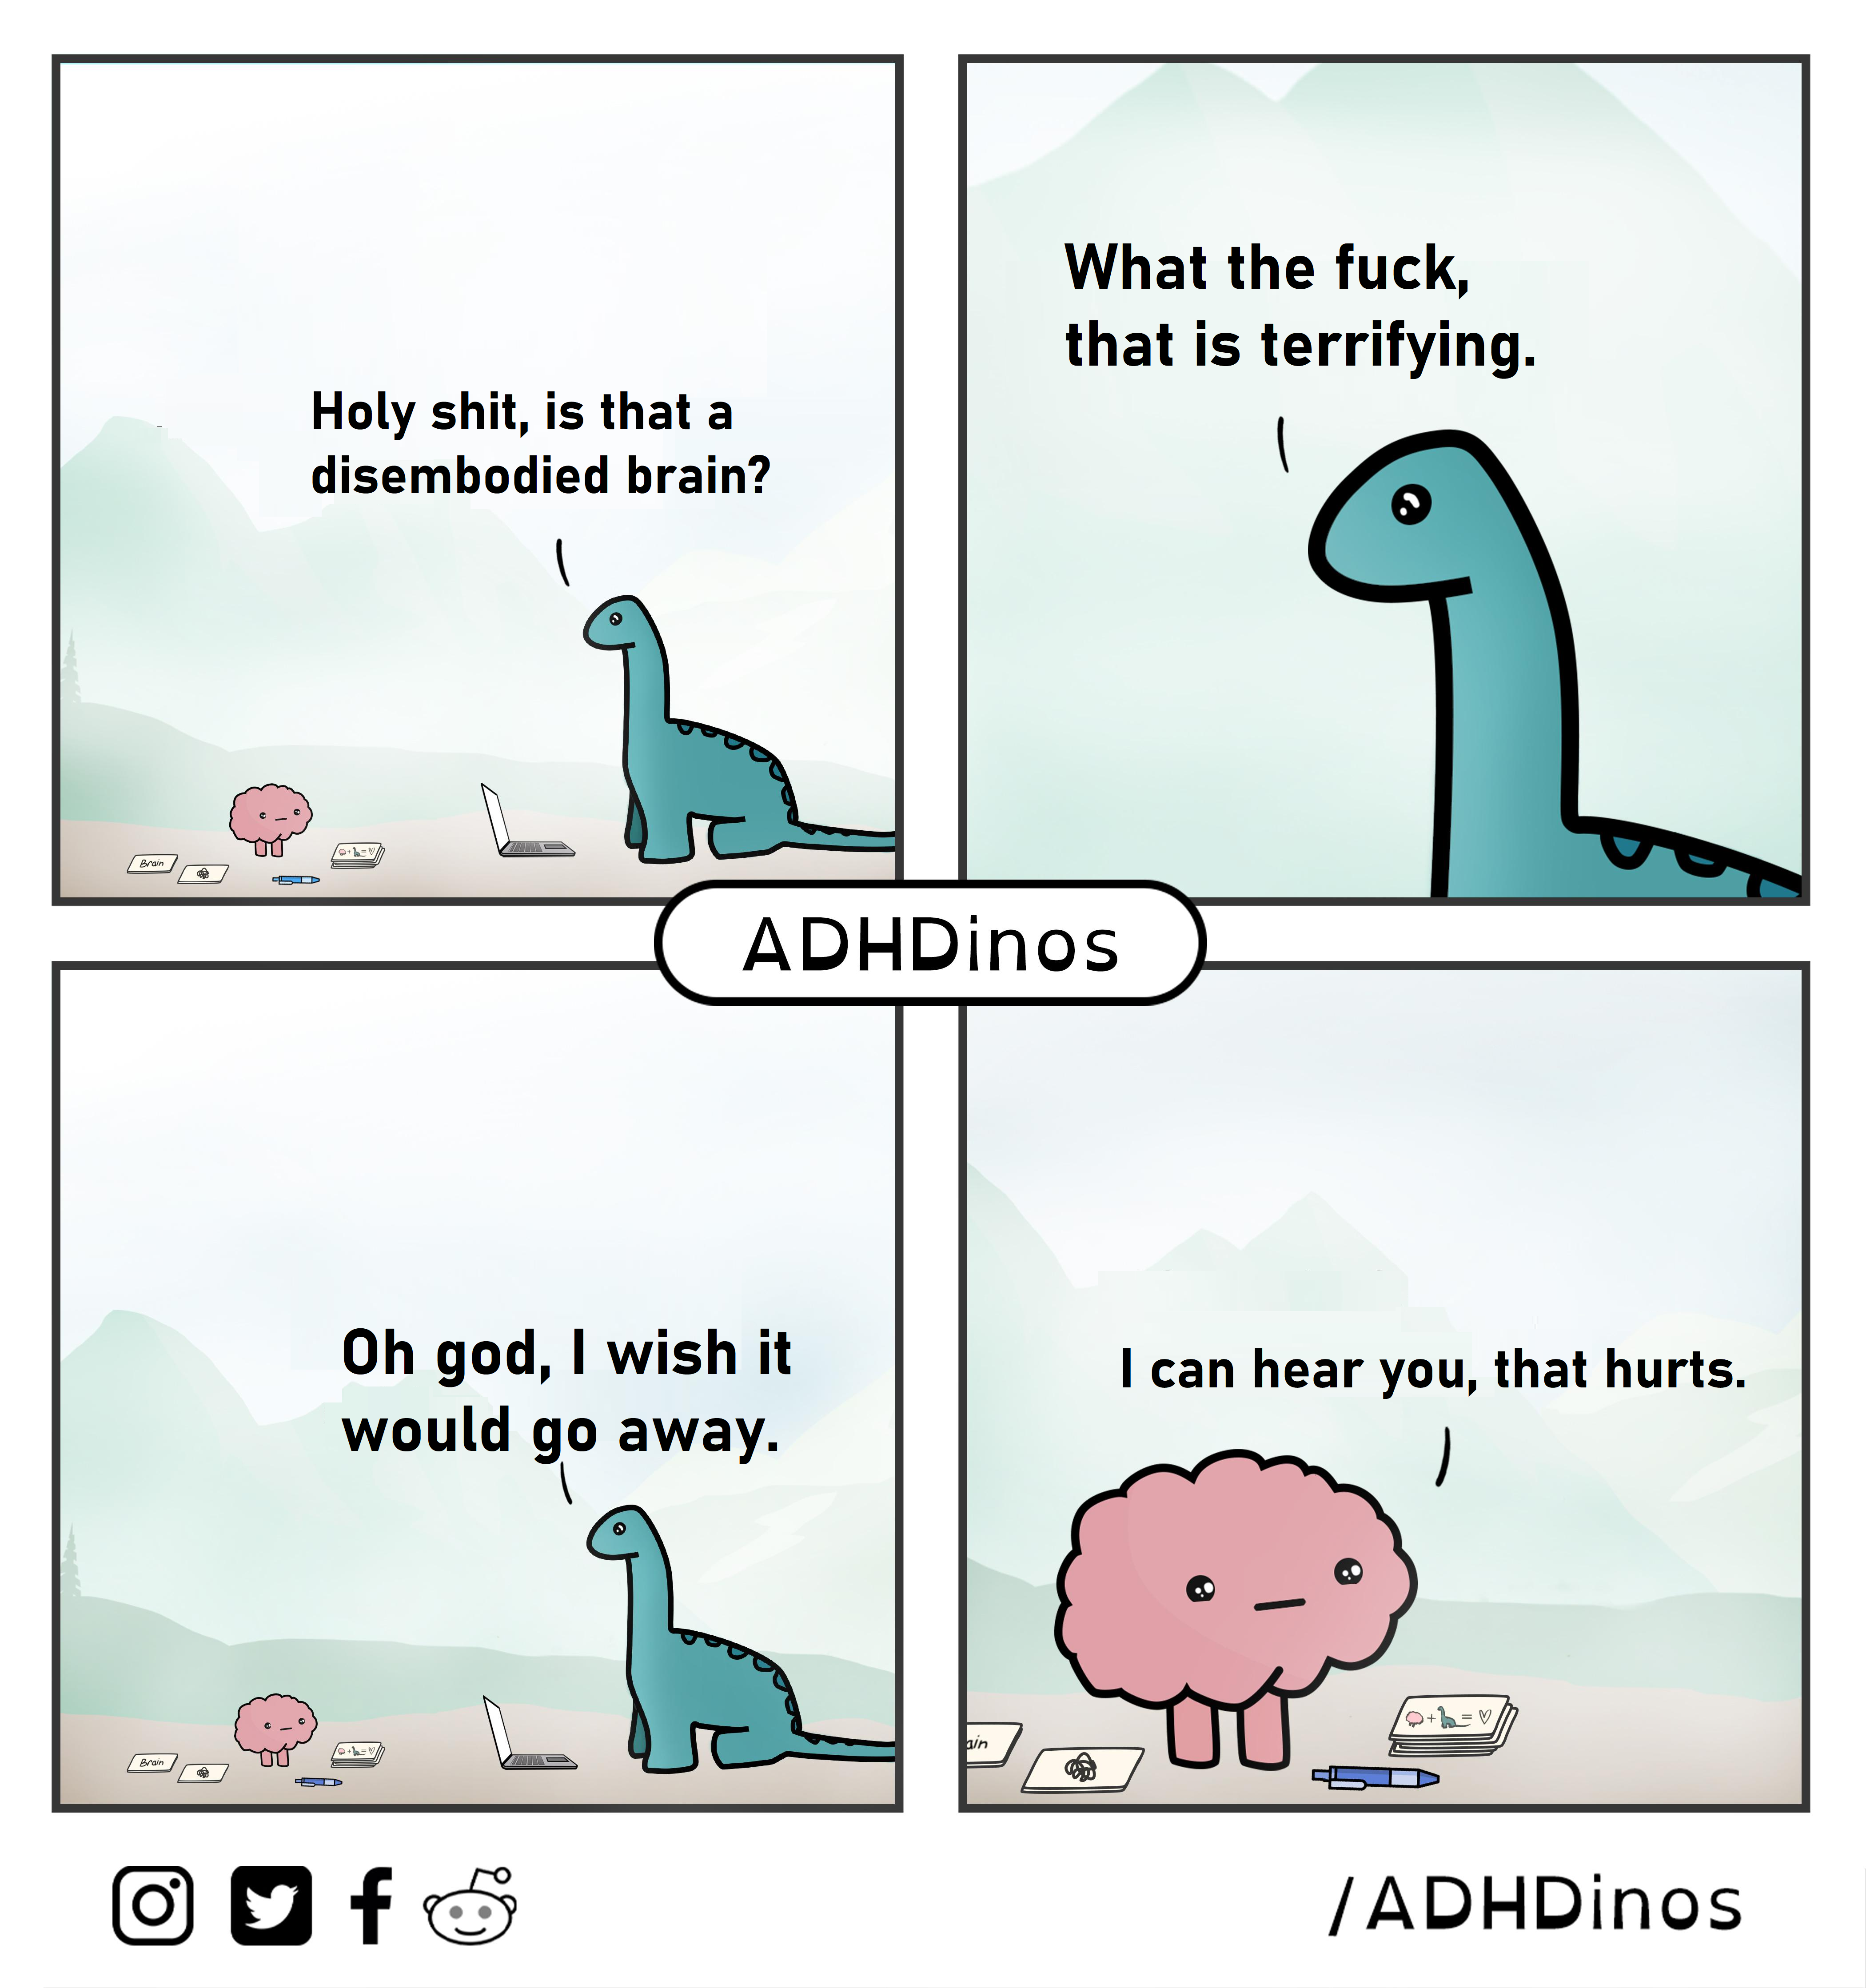 Holy shit, is that a
disembodied brain?
Brain
What the fuck,
that is terrifying.
ADHDinos
Oh god, I wish it
would go away.
Brain
I can hear you, that hurts.
ain
/ADHDinos